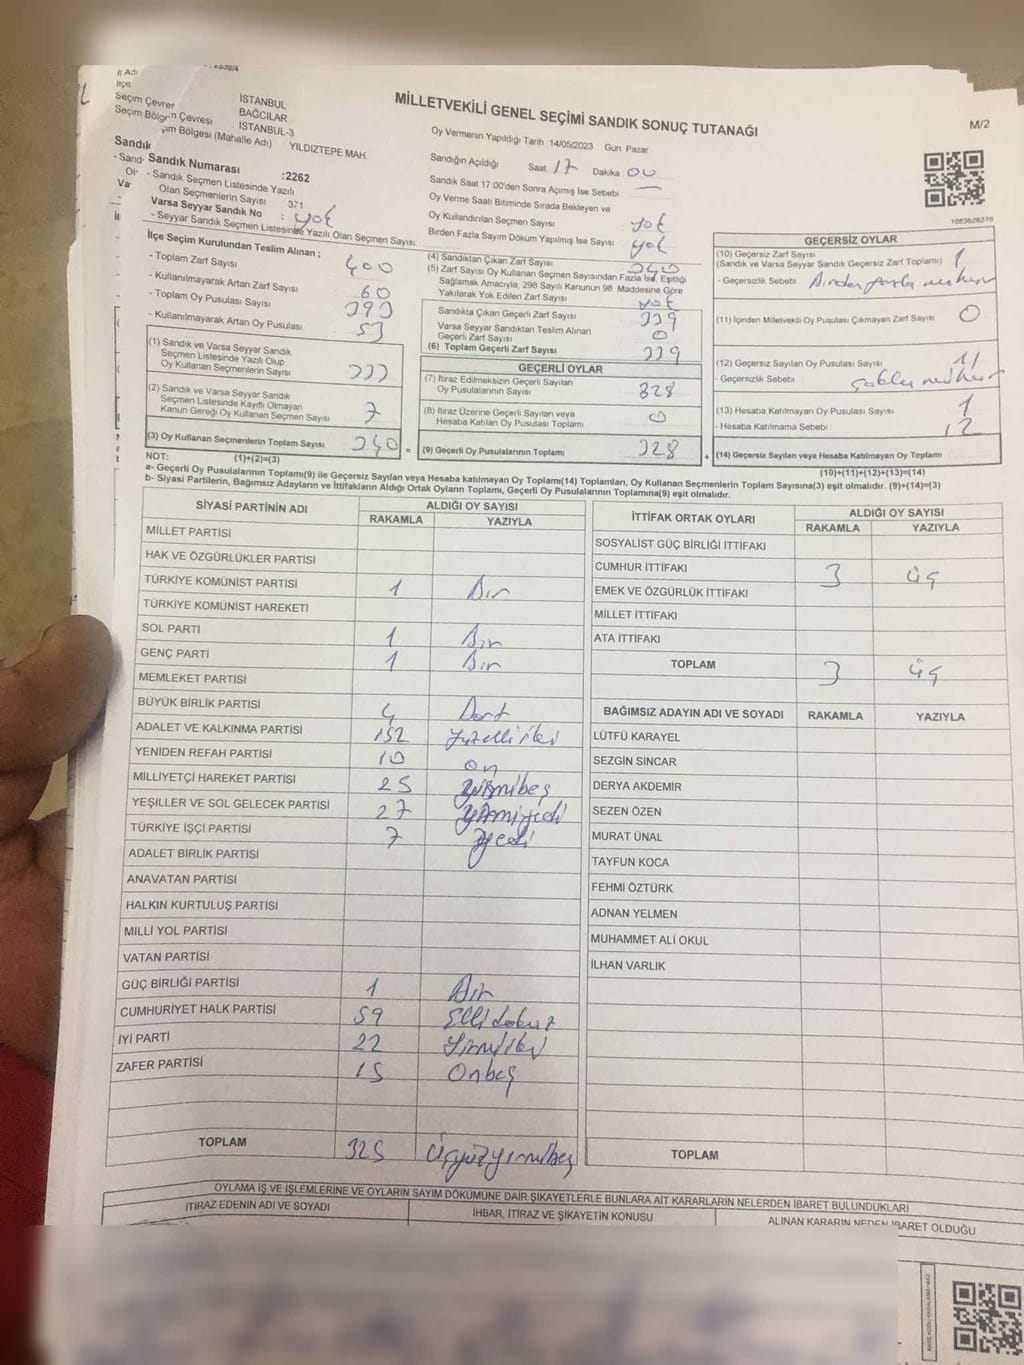 2838/4
İl Adı
İSTANBUL
İlçe
BAĞCILAR
Seçim Çevresi
İSTANBUL-3
Seçim Bölgesi (Mahalle Adı) YILDIZTEPE MAH.
MİLLETVEKİLİ GENEL SEÇİMİ SANDIK SONUÇ TUTANAĞI
M/2
Sandık Numarası :2262
- Sandık Seçmen Listesinde Yazılı
Olan Seçmenlerin Sayısı 371
Varsa Seyyar Sandık No : yok
- Seyyar Sandık Seçmen Listesinde Yazılı Olan Seçmen Sayısı:
İlçe Seçim Kurulundan Teslim Alınan ;
- Toplam Zarf Sayısı 400
- Kullanılmayarak Artan Zarf Sayısı 60
- Toplam Oy Pusulası Sayısı 393
- Kullanılmayarak Artan Oy Pusulası 53
(1) Sandık ve Varsa Seyyar Sandık
Seçmen Listesinde Yazılı Olup
Oy Kullanan Seçmenlerin Sayısı 333
(2) Sandık ve Varsa Seyyar Sandık
Seçmen Listesinde Kayıtlı Olmayan
Kanun Gereği Oy Kullanan Seçmen Sayısı 7
(3) Oy Kullanan Seçmenlerin Toplam Sayısı 340
(1)+(2)=(3)
Oy Vermenin Yapıldığı Tarih 14/05/2023 Gün Pazar
Sandığın Açıldığı Saat 17 Dakika 00
Sandık Saat 17:00'den Sonra Açımış İse Sebebi —
Oy Verme Saati Bitiminde Sırada Bekleyen ve
Oy Kullandırılan Seçmen Sayısı yok
Birden Fazla Sayım Döküm Yapılmış İse Sayısı yok
(4) Sandıktan Çıkan Zarf Sayısı 340
(5) Zarf Sayısı Oy Kullanan Seçmen Sayısından Fazla İse, Eşitliği
Sağlamak Amacıyla, 298 Sayılı Kanunun 98 Maddesine Göre
Yakılarak Yok Edilen Zarf Sayısı yok
Sandıkta Çıkan Geçerli Zarf Sayısı 339
Varsa Seyyar Sandıktan Teslim Alınan
Geçerli Zarf Sayısı 0
(6) Toplam Geçerli Zarf Sayısı 339
GEÇERLİ OYLAR
(7) İtiraz Edilmeksizin Geçerli Sayılan
Oy Pusulalarının Sayısı 328
(8) İtiraz Üzerine Geçerli Sayılan veya
Hesaba Katılan Oy Pusulası Toplamı 0
= (9) Geçerli Oy Pusulalarının Toplamı 328 +
1083626376
GEÇERSİZ OYLAR
(10) Geçersiz Zarf Sayısı 1
(Sandık ve Varsa Seyyar Sandık Geçersiz Zarf Toplamı)
- Geçersizlik Sebebi Birden fazla mühür
(11) İçinden Milletvekili Oy Pusulası Çıkmayan Zarf Sayısı 0
(12) Geçersiz Sayılan Oy Pusulası Sayısı 11
- Geçersizlik Sebebi
(13) Hesaba Katılmayan Oy Pusulası Sayısı
- Hesaba Katılmama Sebebi
(14) Geçersiz Sayılan veya Hesaba Katılmayan Oy Toplamı 12
(10)+(11)+(12)+(13)=(14)
NOT:
a- Geçerli Oy Pusulalarının Toplamı(9) ile Geçersiz Sayılan veya Hesaba katılmayan Oy Toplamı(14) Toplamları, Oy Kullanan Seçmenlerin Toplam Sayısına(3) eşit olmalıdır. (9)+(14)=(3)
b- Siyasi Partilerin, Bağımsız Adayların ve İttifakların Aldığı Ortak Oyların Toplamı, Geçerli Oy Pusulalarının Toplamına(9) eşit olmalıdır.
SİYASİ PARTİNİN ADI
ALDIĞI OY SAYISI
RAKAMLA YAZIYLA
MİLLET PARTİSİ
HAK VE ÖZGÜRLÜKLER PARTİSİ
TÜRKİYE KOMÜNİST PARTİSİ 1 Bir
TÜRKİYE KOMÜNİST HAREKETİ
SOL PARTİ 1 Bir
GENÇ PARTİ 1 Bir
MEMLEKET PARTİSİ
BÜYÜK BİRLİK PARTİSİ 4 Dört
ADALET VE KALKINMA PARTİSİ 152 Yüzelliiki
YENİDEN REFAH PARTİSİ 10 On
MİLLİYETÇİ HAREKET PARTİSİ 25 yirmibeş
YEŞİLLER VE SOL GELECEK PARTİSİ 27 yirmiyedi
TÜRKİYE İŞÇİ PARTİSİ 7 yedi
ADALET BİRLİK PARTİSİ
ANAVATAN PARTİSİ
HALKIN KURTULUŞ PARTİSİ
MİLLİ YOL PARTİSİ
VATAN PARTİSİ
GÜÇ BİRLİĞİ PARTİSİ 1 Bir
CUMHURİYET HALK PARTİSİ 59 Ellidokuz
İYİ PARTİ 22 Yirmiiki
ZAFER PARTİSİ 15 Onbeş
TOPLAM 325 üçyüzyirmibeş
İTTİFAK ORTAK OYLARI
ALDIĞI OY SAYISI
RAKAMLA YAZIYLA
SOSYALİST GÜÇ BİRLİĞİ İTTİFAKI
CUMHUR İTTİFAKI 3 üç
EMEK VE ÖZGÜRLÜK İTTİFAKI
MİLLET İTTİFAKI
ATA İTTİFAKI
TOPLAM 3 üç
BAĞIMSIZ ADAYIN ADI VE SOYADI RAKAMLA YAZIYLA
LÜTFÜ KARAYEL
SEZGİN SİNCAR
DERYA AKDEMİR
SEZEN ÖZEN
MURAT ÜNAL
TAYFUN KOCA
FEHMİ ÖZTÜRK
ADNAN YELMEN
MUHAMMET ALİ OKUL
İLHAN VARLIK
TOPLAM
OYLAMA İŞ VE İŞLEMLERİNE VE OYLARIN SAYIM DÖKÜMÜNE DAİR ŞİKAYETLERLE BUNLARA AİT KARARLARIN NELERDEN İBARET BULUNDUKLARI
İTİRAZ EDENİN ADI VE SOYADI
İHBAR, İTİRAZ VE ŞİKAYETİN KONUSU
ALINAN KARARIN NEDEN İBARET OLDUĞU